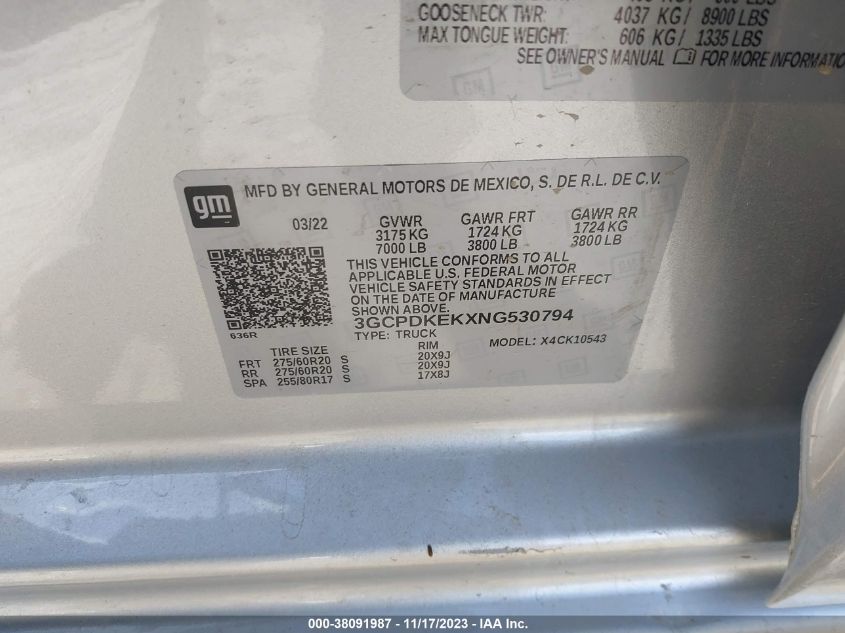 GOOSENECK TWR: 4037 KG / 8900 LBS
MAX TONGUE WEIGHT: 606 KG / 1335 LBS
SEE OWNER'S MANUAL FOR MORE INFORMATION
gm
MFD BY GENERAL MOTORS DE MEXICO, S. DE R.L. DE C.V.
03/22 GVWR GAWR FRT GAWR RR
3175 KG 1724 KG 1724 KG
7000 LB 3800 LB 3800 LB
THIS VEHICLE CONFORMS TO ALL
APPLICABLE U.S. FEDERAL MOTOR
VEHICLE SAFETY STANDARDS IN EFFECT
ON THE DATE OF MANUFACTURE
SHOWN ABOVE.
3GCPDKEKXNG530794
636R
TYPE: TRUCK MODEL: X4CK10543
TIRE SIZE RIM
FRT 275/60R20 S 20X9J
RR 275/60R20 S 20X9J
SPA 255/80R17 S 17X8J
000-38091987 - 11/17/2023 - IAA Inc.